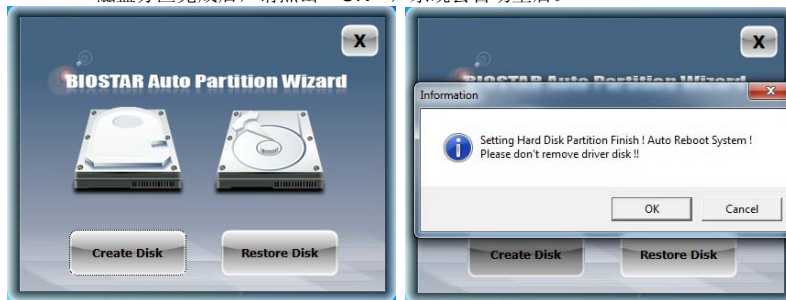 X
BIOSTAR Auto Partition Wizard
Create Disk
Restore Disk
X
Information
X
Setting Hard Disk Partition Finish ! Auto Reboot System !
Please don't remove driver disk !!
OK
Cancel
Create Disk
Restore Disk